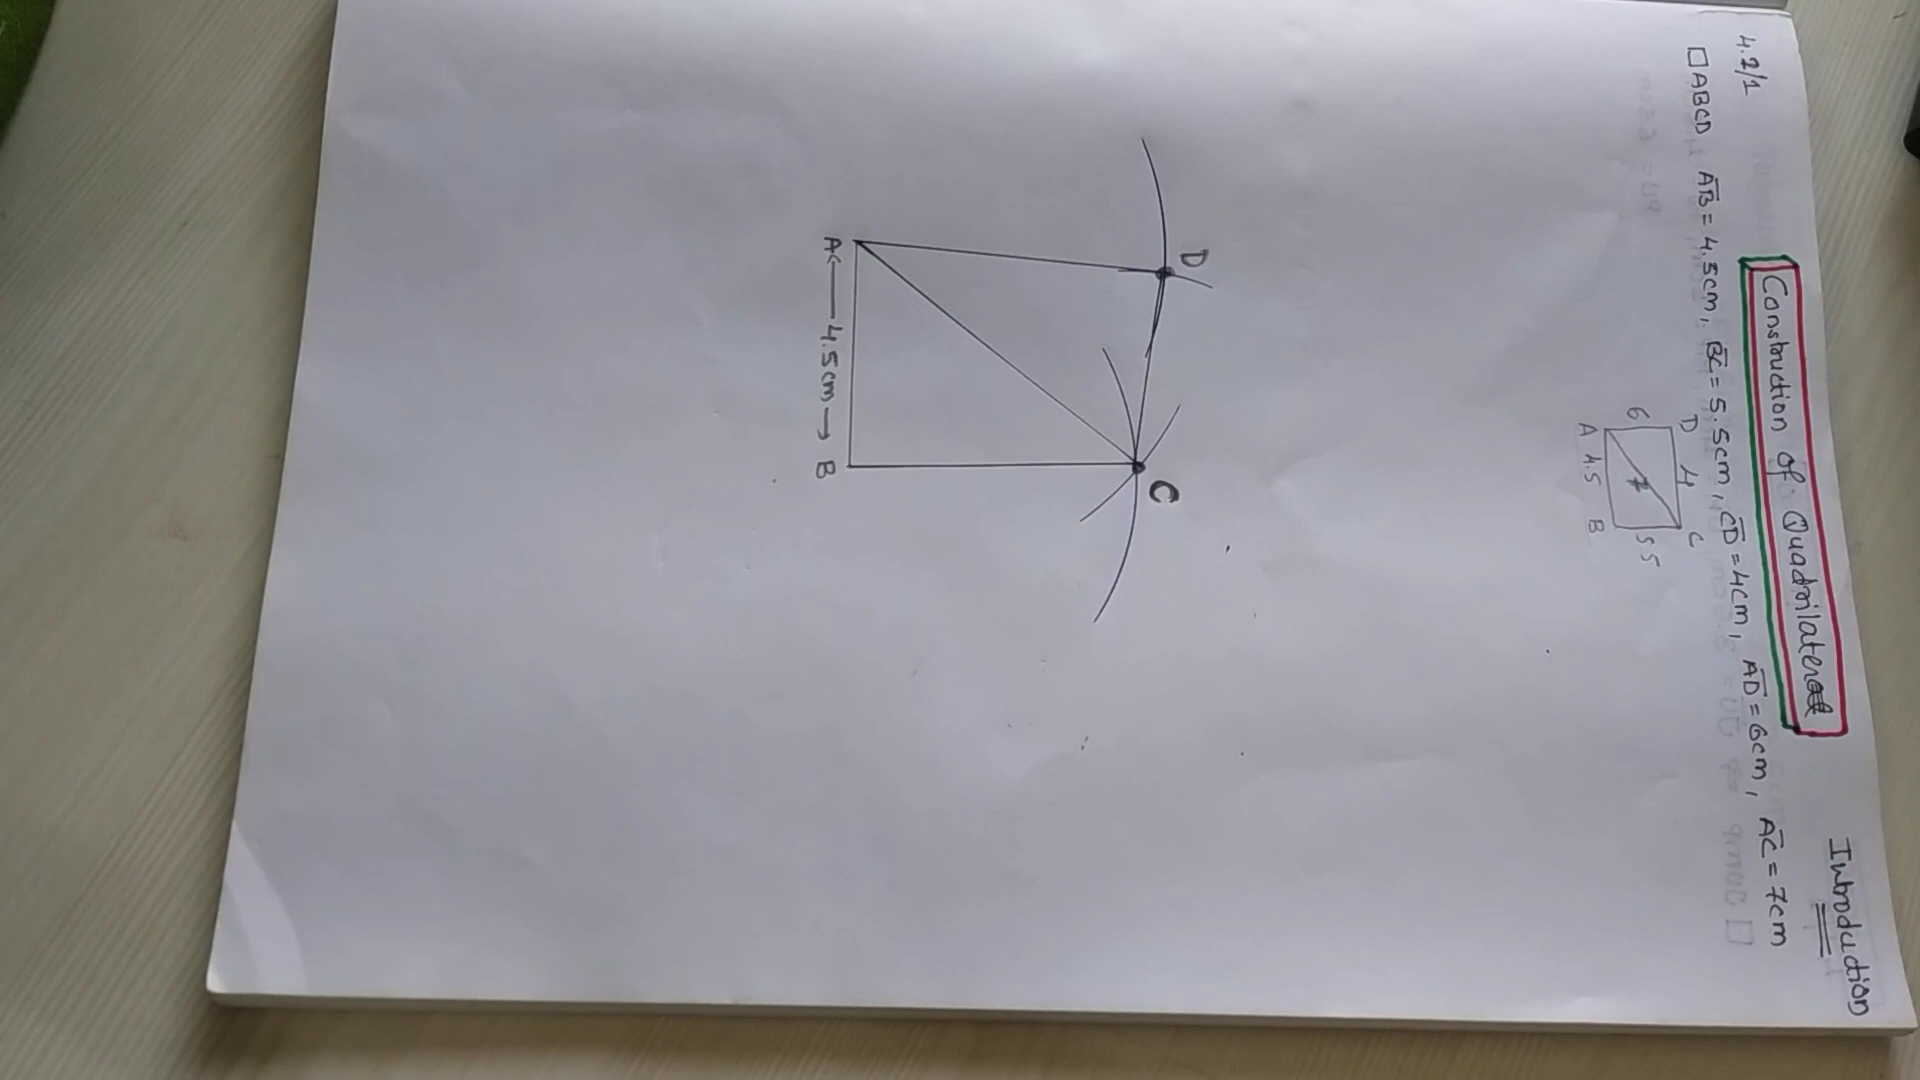 Introduction
Construction of Quadrilateral
4.2/1
□ABCD, AB = 4.5cm, BC = 5.5cm, CD = 4cm, AD = 6cm, AC = 7cm
D 4 C
6 7 5.5
A 4.5 B
D
C
A ← 4.5cm → B